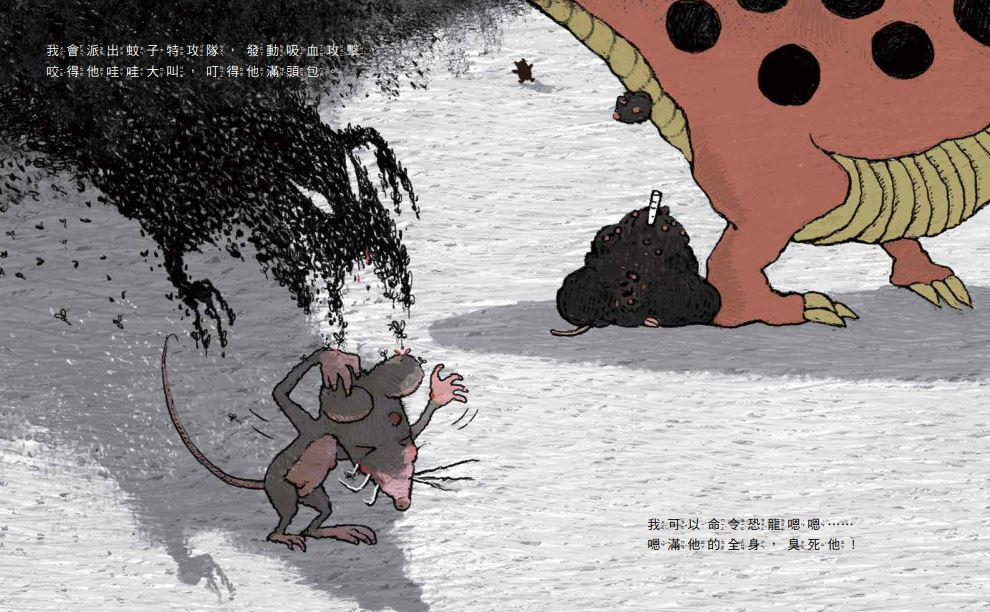 我會派出蚊子特攻隊，發動吸血攻擊
咬得他哇哇大叫，叮得他滿頭包。
我可以命令恐龍嗯嗯……
嗯滿他的全身，臭死他！